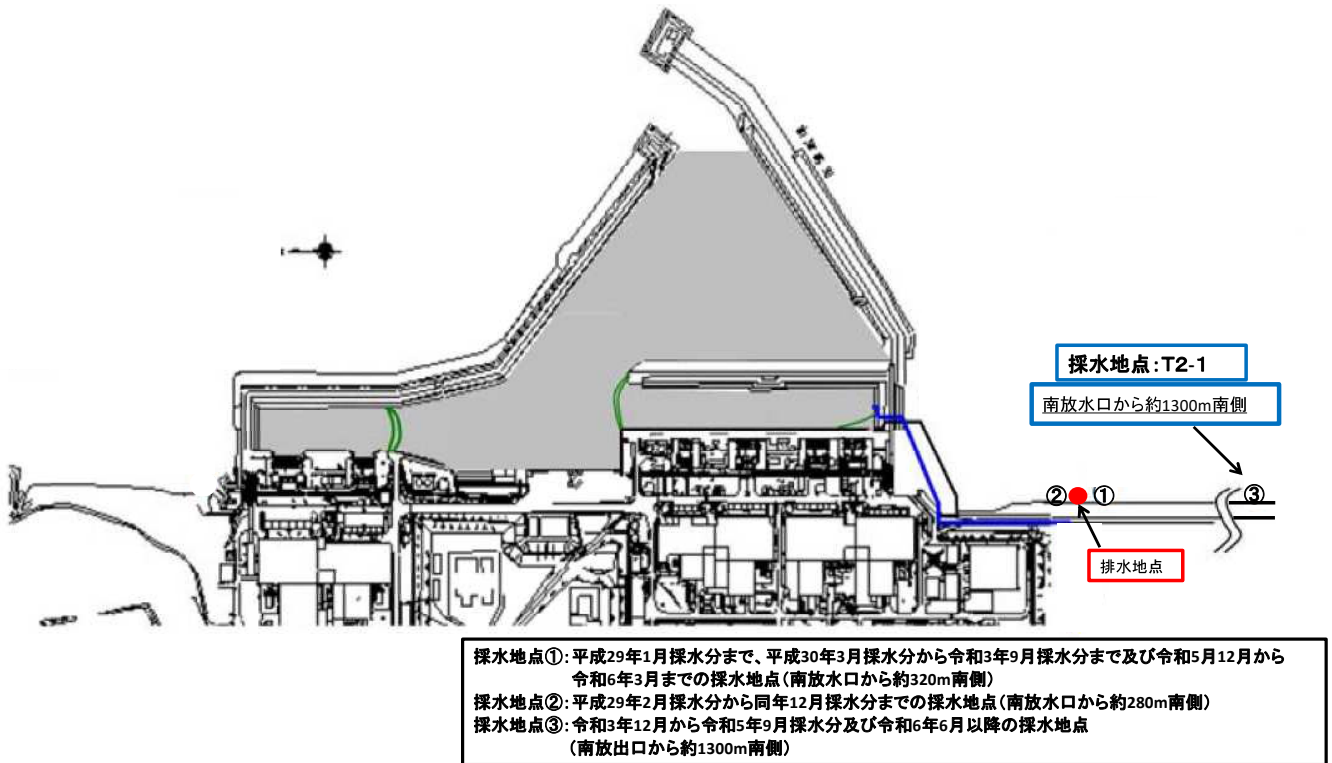 採水地点:T2-1
南放水口から約1300m南側
② ① ③
排水地点
採水地点①:平成29年1月採水分まで、平成30年3月採水分から令和3年9月採水分まで及び令和5月12月から
令和6年3月までの採水地点(南放水口から約320m南側)
採水地点②:平成29年2月採水分から同年12月採水分までの採水地点(南放水口から約280m南側)
採水地点③:令和3年12月から令和5年9月採水分及び令和6年6月以降の採水地点
(南放出口から約1300m南側)